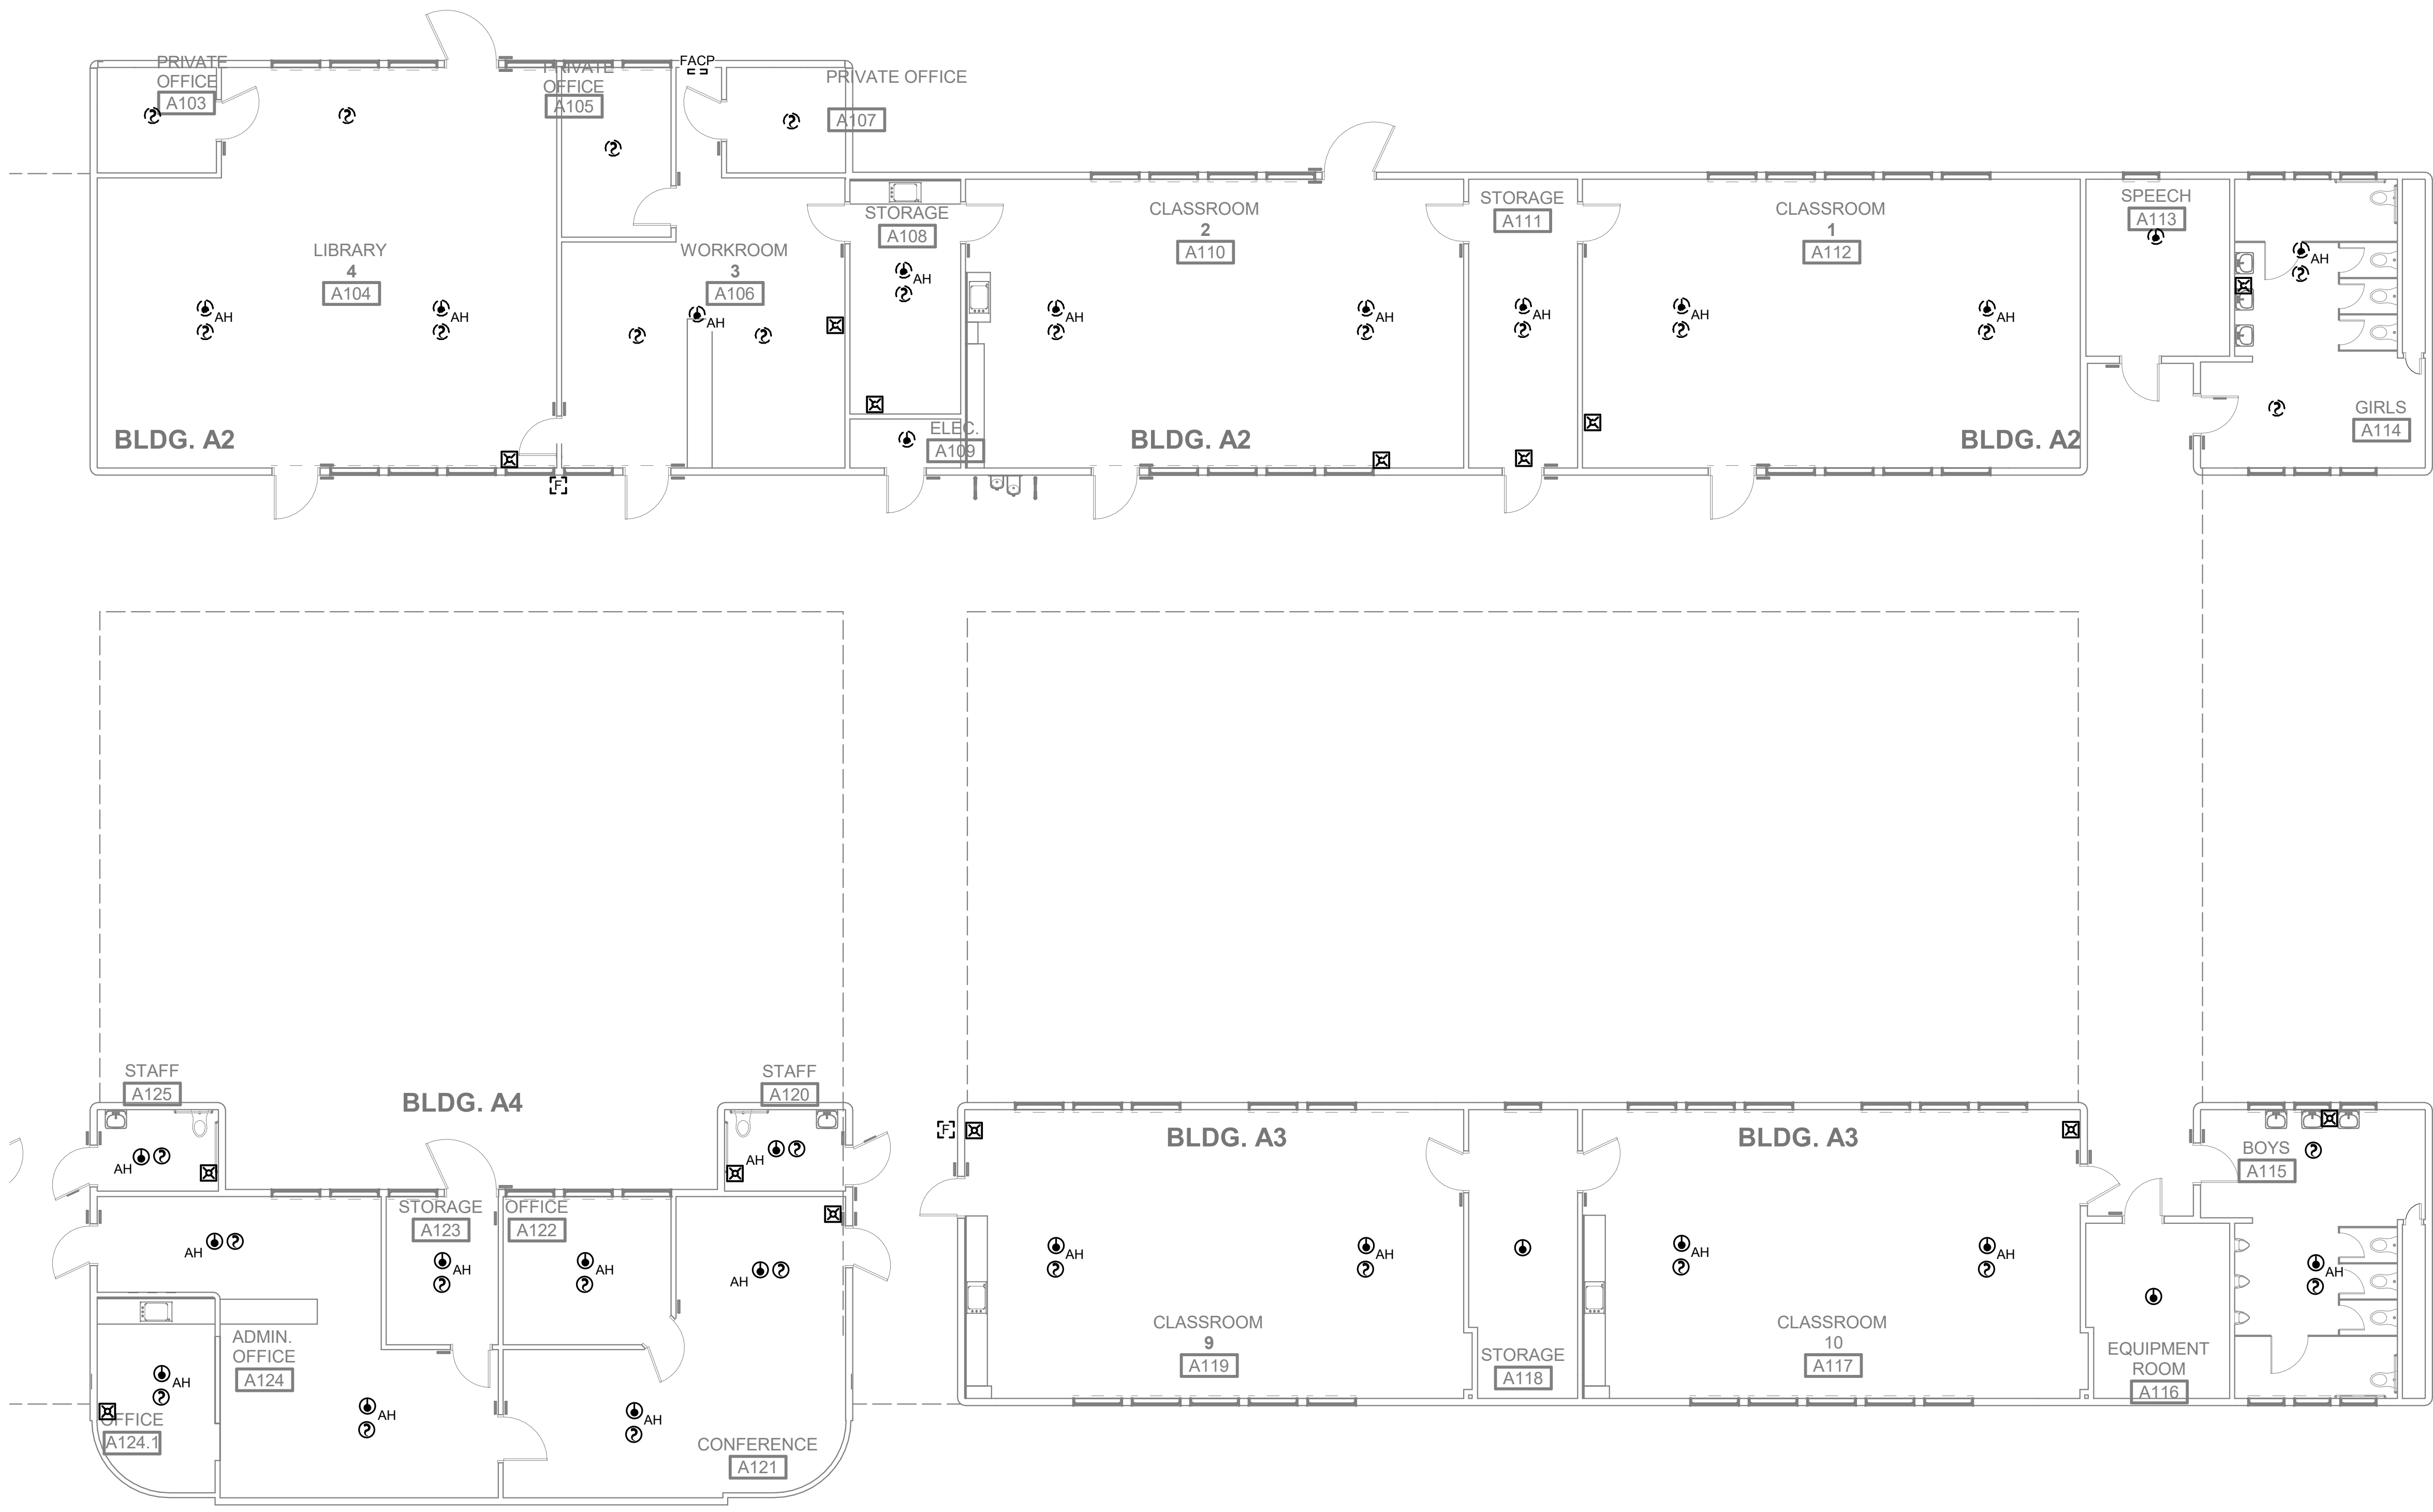 FACP
PRIVATE
OFFICE
A103
PRIVATE
OFFICE
A105
PRIVATE OFFICE
A107
LIBRARY
4
A104
AH
AH
WORKROOM
3
A106
AH
STORAGE
A108
AH
ELEC.
A109
CLASSROOM
2
A110
AH
AH
STORAGE
A111
AH
CLASSROOM
1
A112
AH
AH
SPEECH
A113
AH
GIRLS
A114
BLDG. A2
BLDG. A2
BLDG. A2
F
STAFF
A125
AH
BLDG. A4
STAFF
A120
AH
F
BLDG. A3
BLDG. A3
BOYS
A115
AH
STORAGE
A123
AH
OFFICE
A122
AH
AH
AH
ADMIN.
OFFICE
A124
AH
AH
OFFICE
A124.1
AH
CONFERENCE
A121
AH
AH
CLASSROOM
9
A119
STORAGE
A118
AH
AH
CLASSROOM
10
A117
EQUIPMENT
ROOM
A116